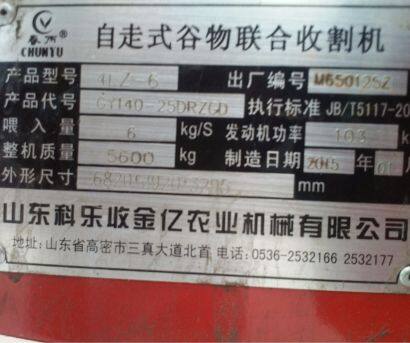 春雨®
CHUNYU
自走式谷物联合收割机
产品型号 4LZ-6 出厂编号 M650125Z
产品代号 执行标准 JB/T5117-20
喂入量 6 kg/S 发动机功率 103
整机质量 5600 kg 制造日期 2015 年 01
外形尺寸 mm
山东科乐收金亿农业机械有限公司
地址:山东省高密市三真大道北首 电话:0536-2532166 2532177